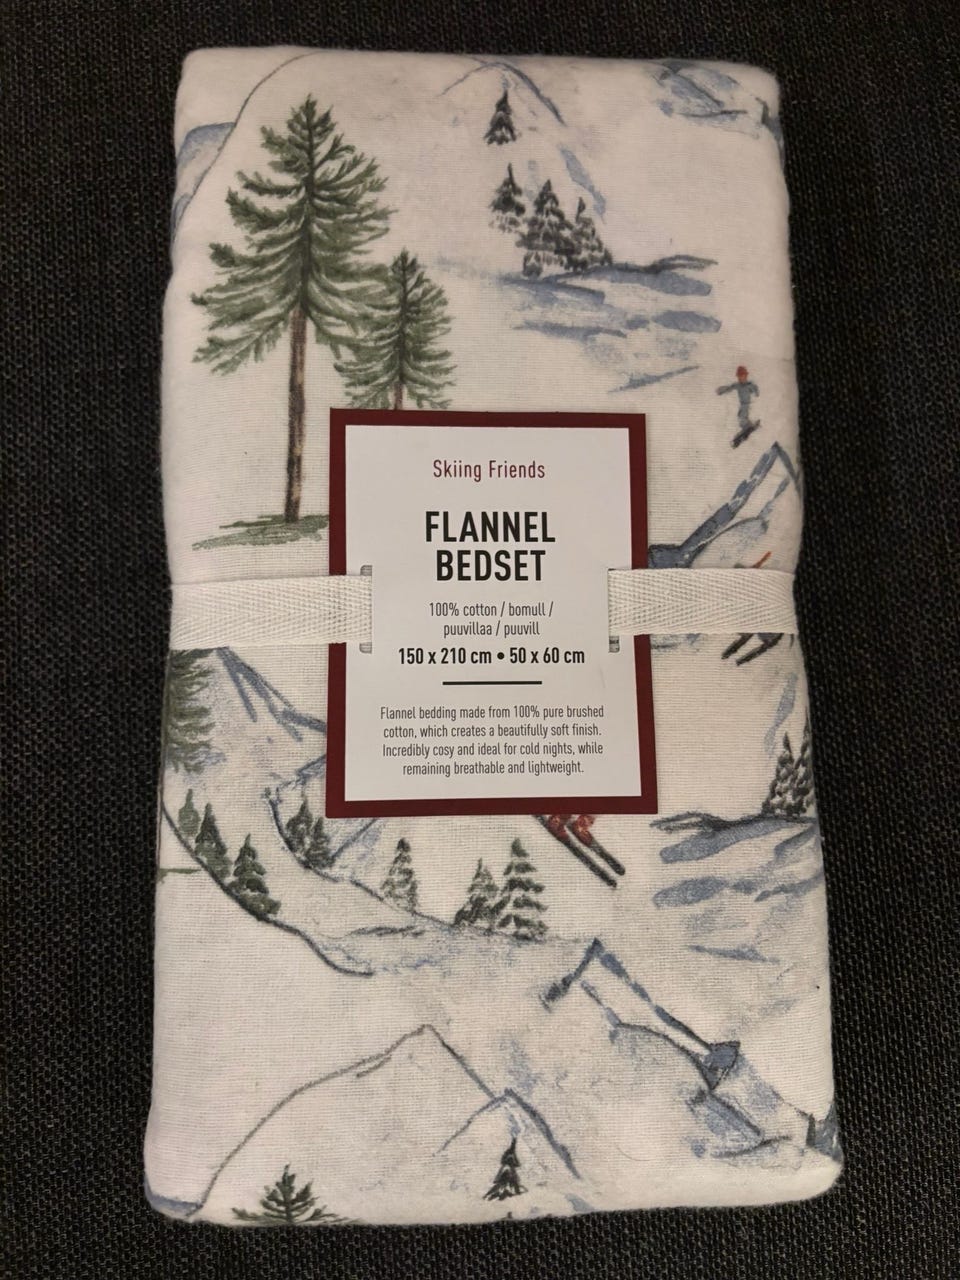 Skiing Friends
FLANNEL
BEDSET
100% cotton / bomull /
puuvillaa / puuvill
150 x 210 cm • 50 x 60 cm
Flannel bedding made from 100% pure brushed
cotton, which creates a beautifully soft finish.
Incredibly cosy and ideal for cold nights, while
remaining breathable and lightweight.